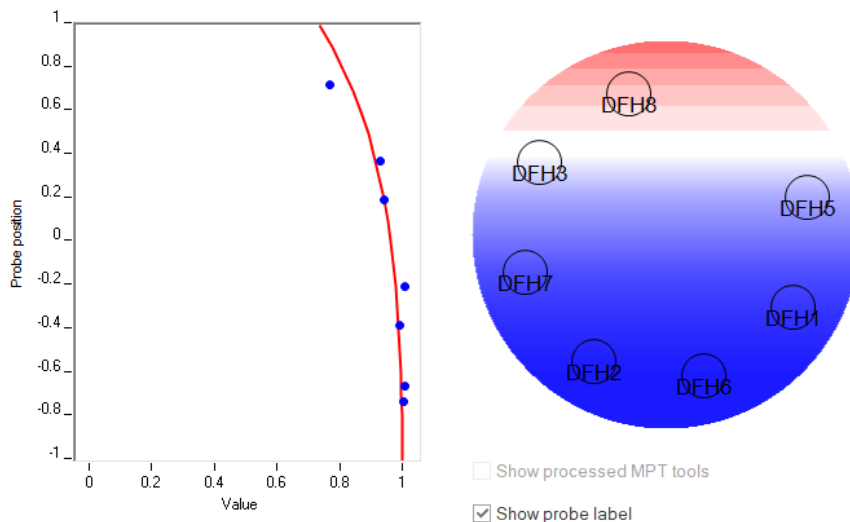 1
0.8
0.6
0.4
0.2
0
-0.2
-0.4
-0.6
-0.8
-1
Probe position
0 0.2 0.4 0.6 0.8 1
Value
DFH8
DFH3
DFH5
DFH7
DFH1
DFH2
DFH6
Show processed MPT tools
Show probe label